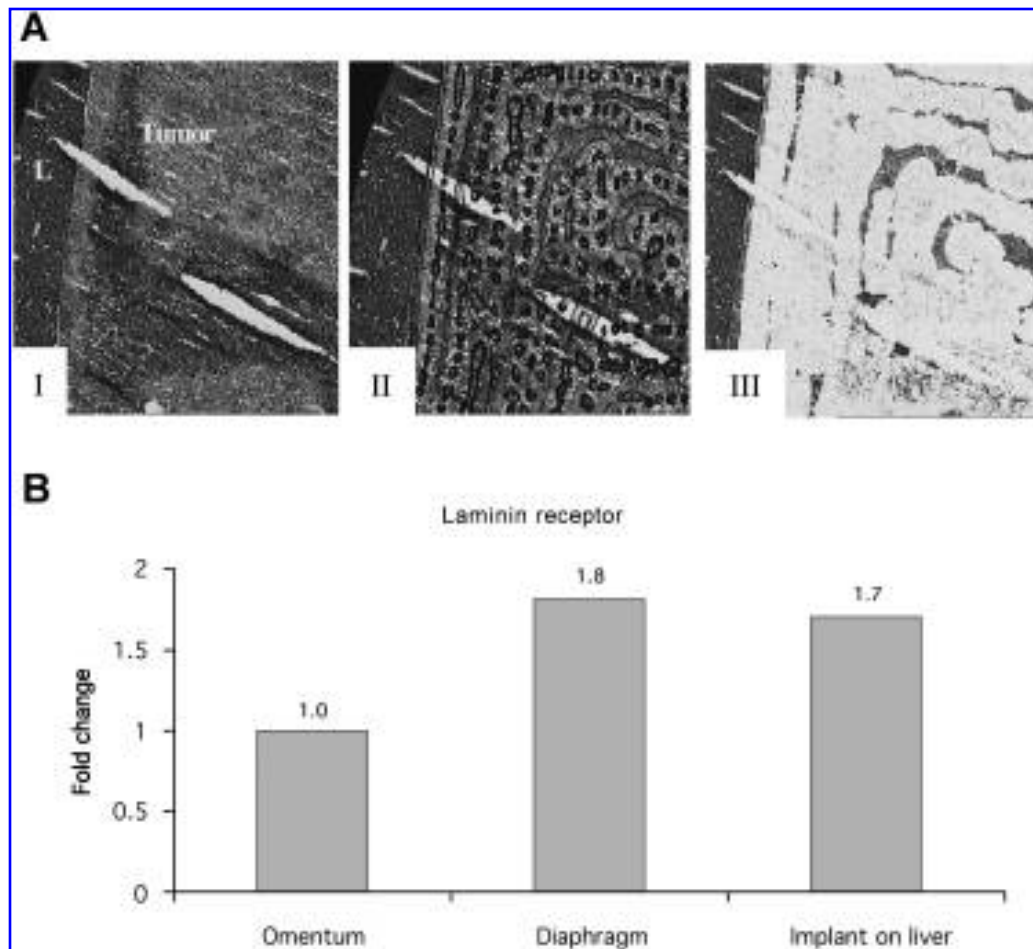 A
Tumor
L
I
II
III
B
Laminin receptor
Fold change
2
1.5
1
0.5
0
1.0
1.8
1.7
Omentum
Diaphragm
Implant on liver